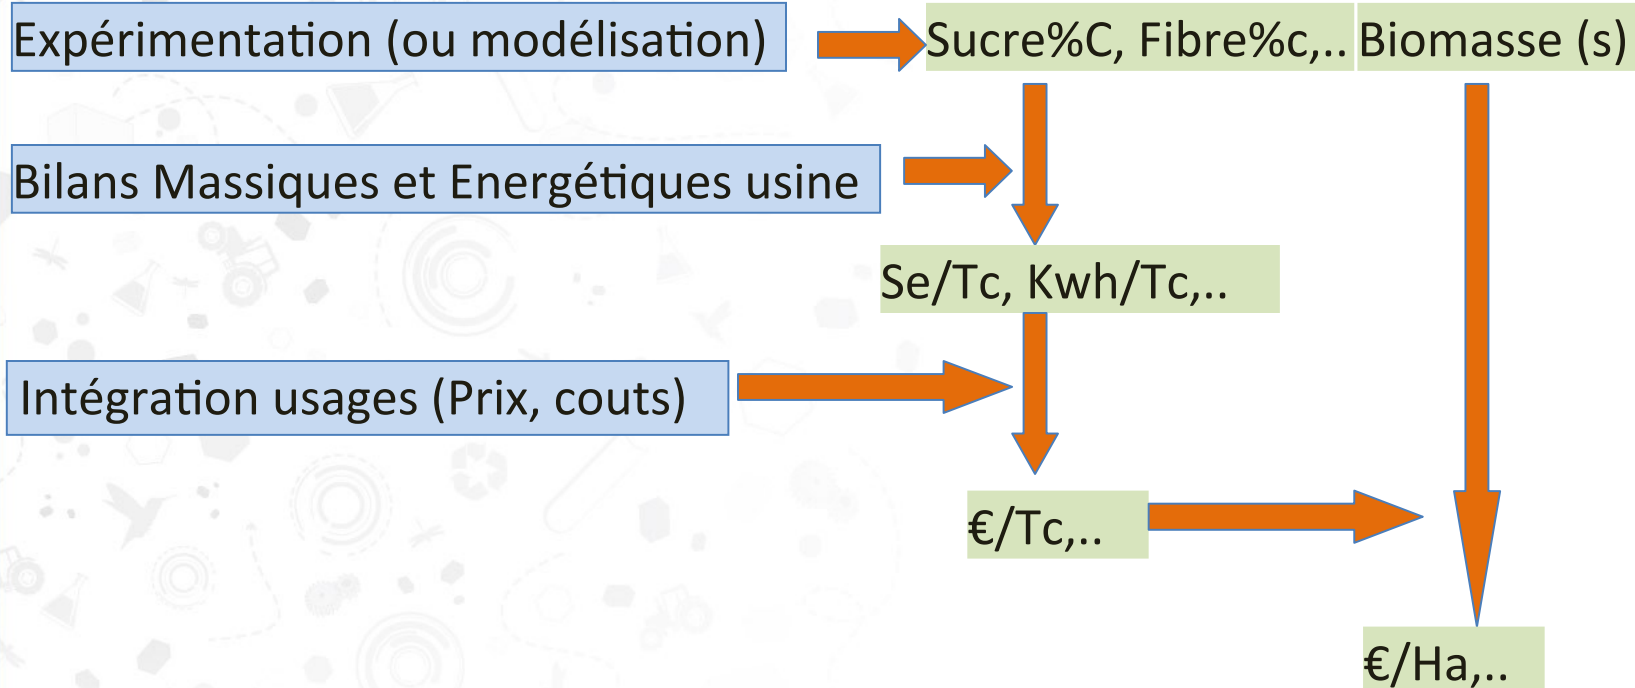 Expérimentation (ou modélisation)
Sucre%C, Fibre%c,.. Biomasse (s)
Bilans Massiques et Energétiques usine
Se/Tc, Kwh/Tc,..
Intégration usages (Prix, couts)
€/Tc,..
€/Ha,..